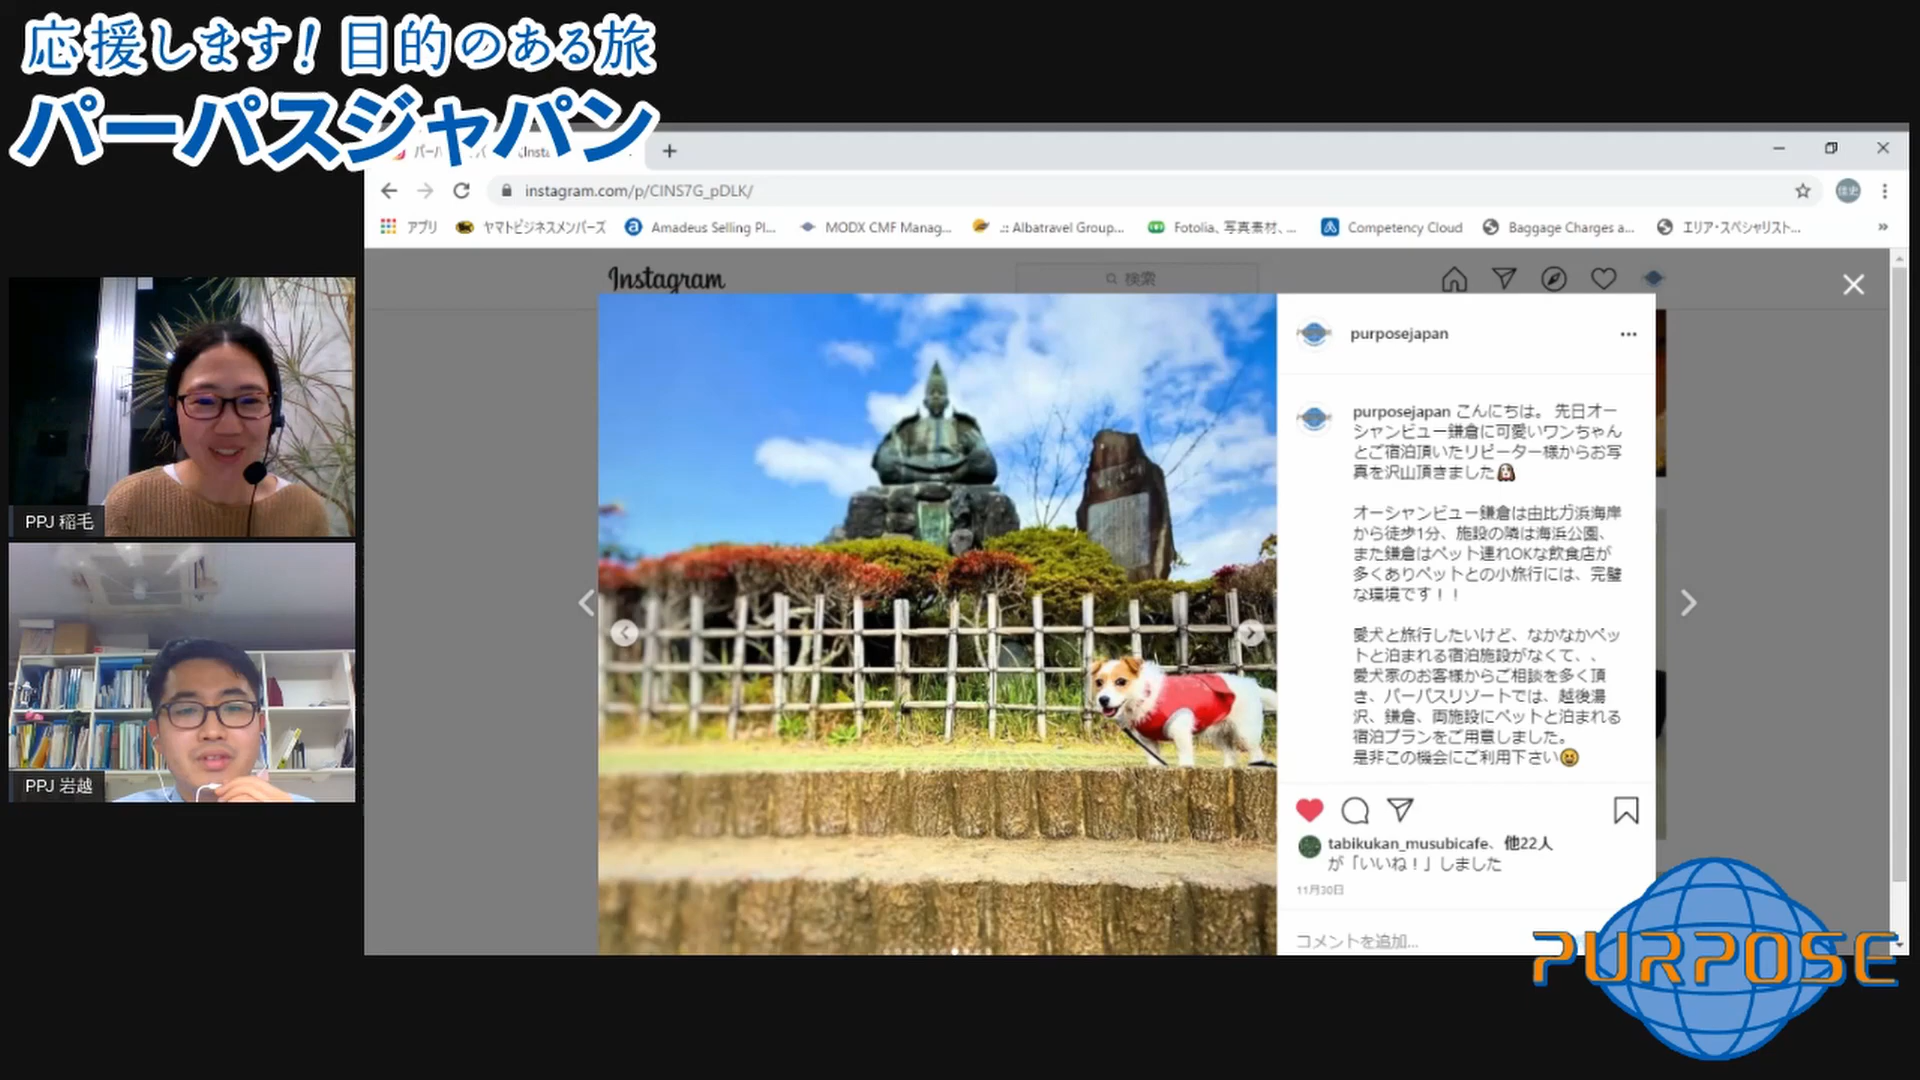 応援します!目的のある旅
パーパスジャパン
instagram.com/p/CINS7G_pDLK/
アプリ
ヤマトビジネスメンバーズ
Amadeus Selling Pl...
MODX CMF Manag...
.:: Albatravel Group...
Fotolia、写真素材、...
Competency Cloud
Baggage Charges a...
エリア・スペシャリスト...
Instagram
検索
PPJ 稲毛
PPJ 岩越
purposejapan
purposejapan こんにちは。 先日オー
シャンビュー鎌倉に可愛いワンちゃん
とご宿泊頂いたリピーター様からお写
真を沢山頂きました
オーシャンビュー鎌倉は由比ガ浜海岸
から徒歩1分、施設の隣は海浜公園、
また鎌倉はペット連れOKな飲食店が
多くありペットとの小旅行には、完璧
な環境です！！
愛犬と旅行したいけど、なかなかペッ
トと泊まれる宿泊施設がなくて、、
愛犬家のお客様からご相談を多く頂
き、パーパスリゾートでは、越後湯
沢、鎌倉、両施設にペットと泊まれる
宿泊プランをご用意しました。
是非この機会にご利用下さい
tabikukan_musubicafe、他22人
が「いいね！」しました
11月30日
コメントを追加...
PURPOSE